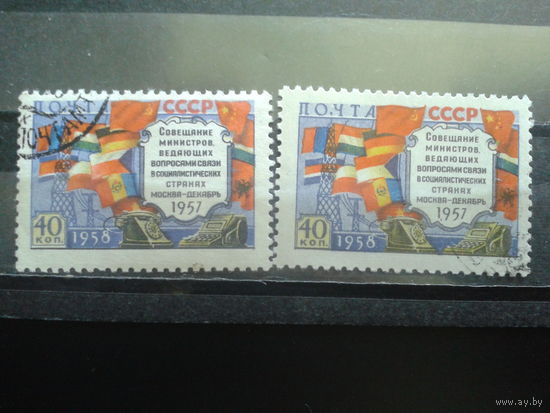 ПОЧТА СССР
Совещание
министров,
ведающих
вопросами связи
в социалистических
странах
москва-декабрь
1957
40
коп.
1958
ПОЧТА СССР
Совещание
министров,
ведающих
вопросами связи
в социалистических
странах
москва-декабрь
1957
40
коп.
1958
www.ay.by